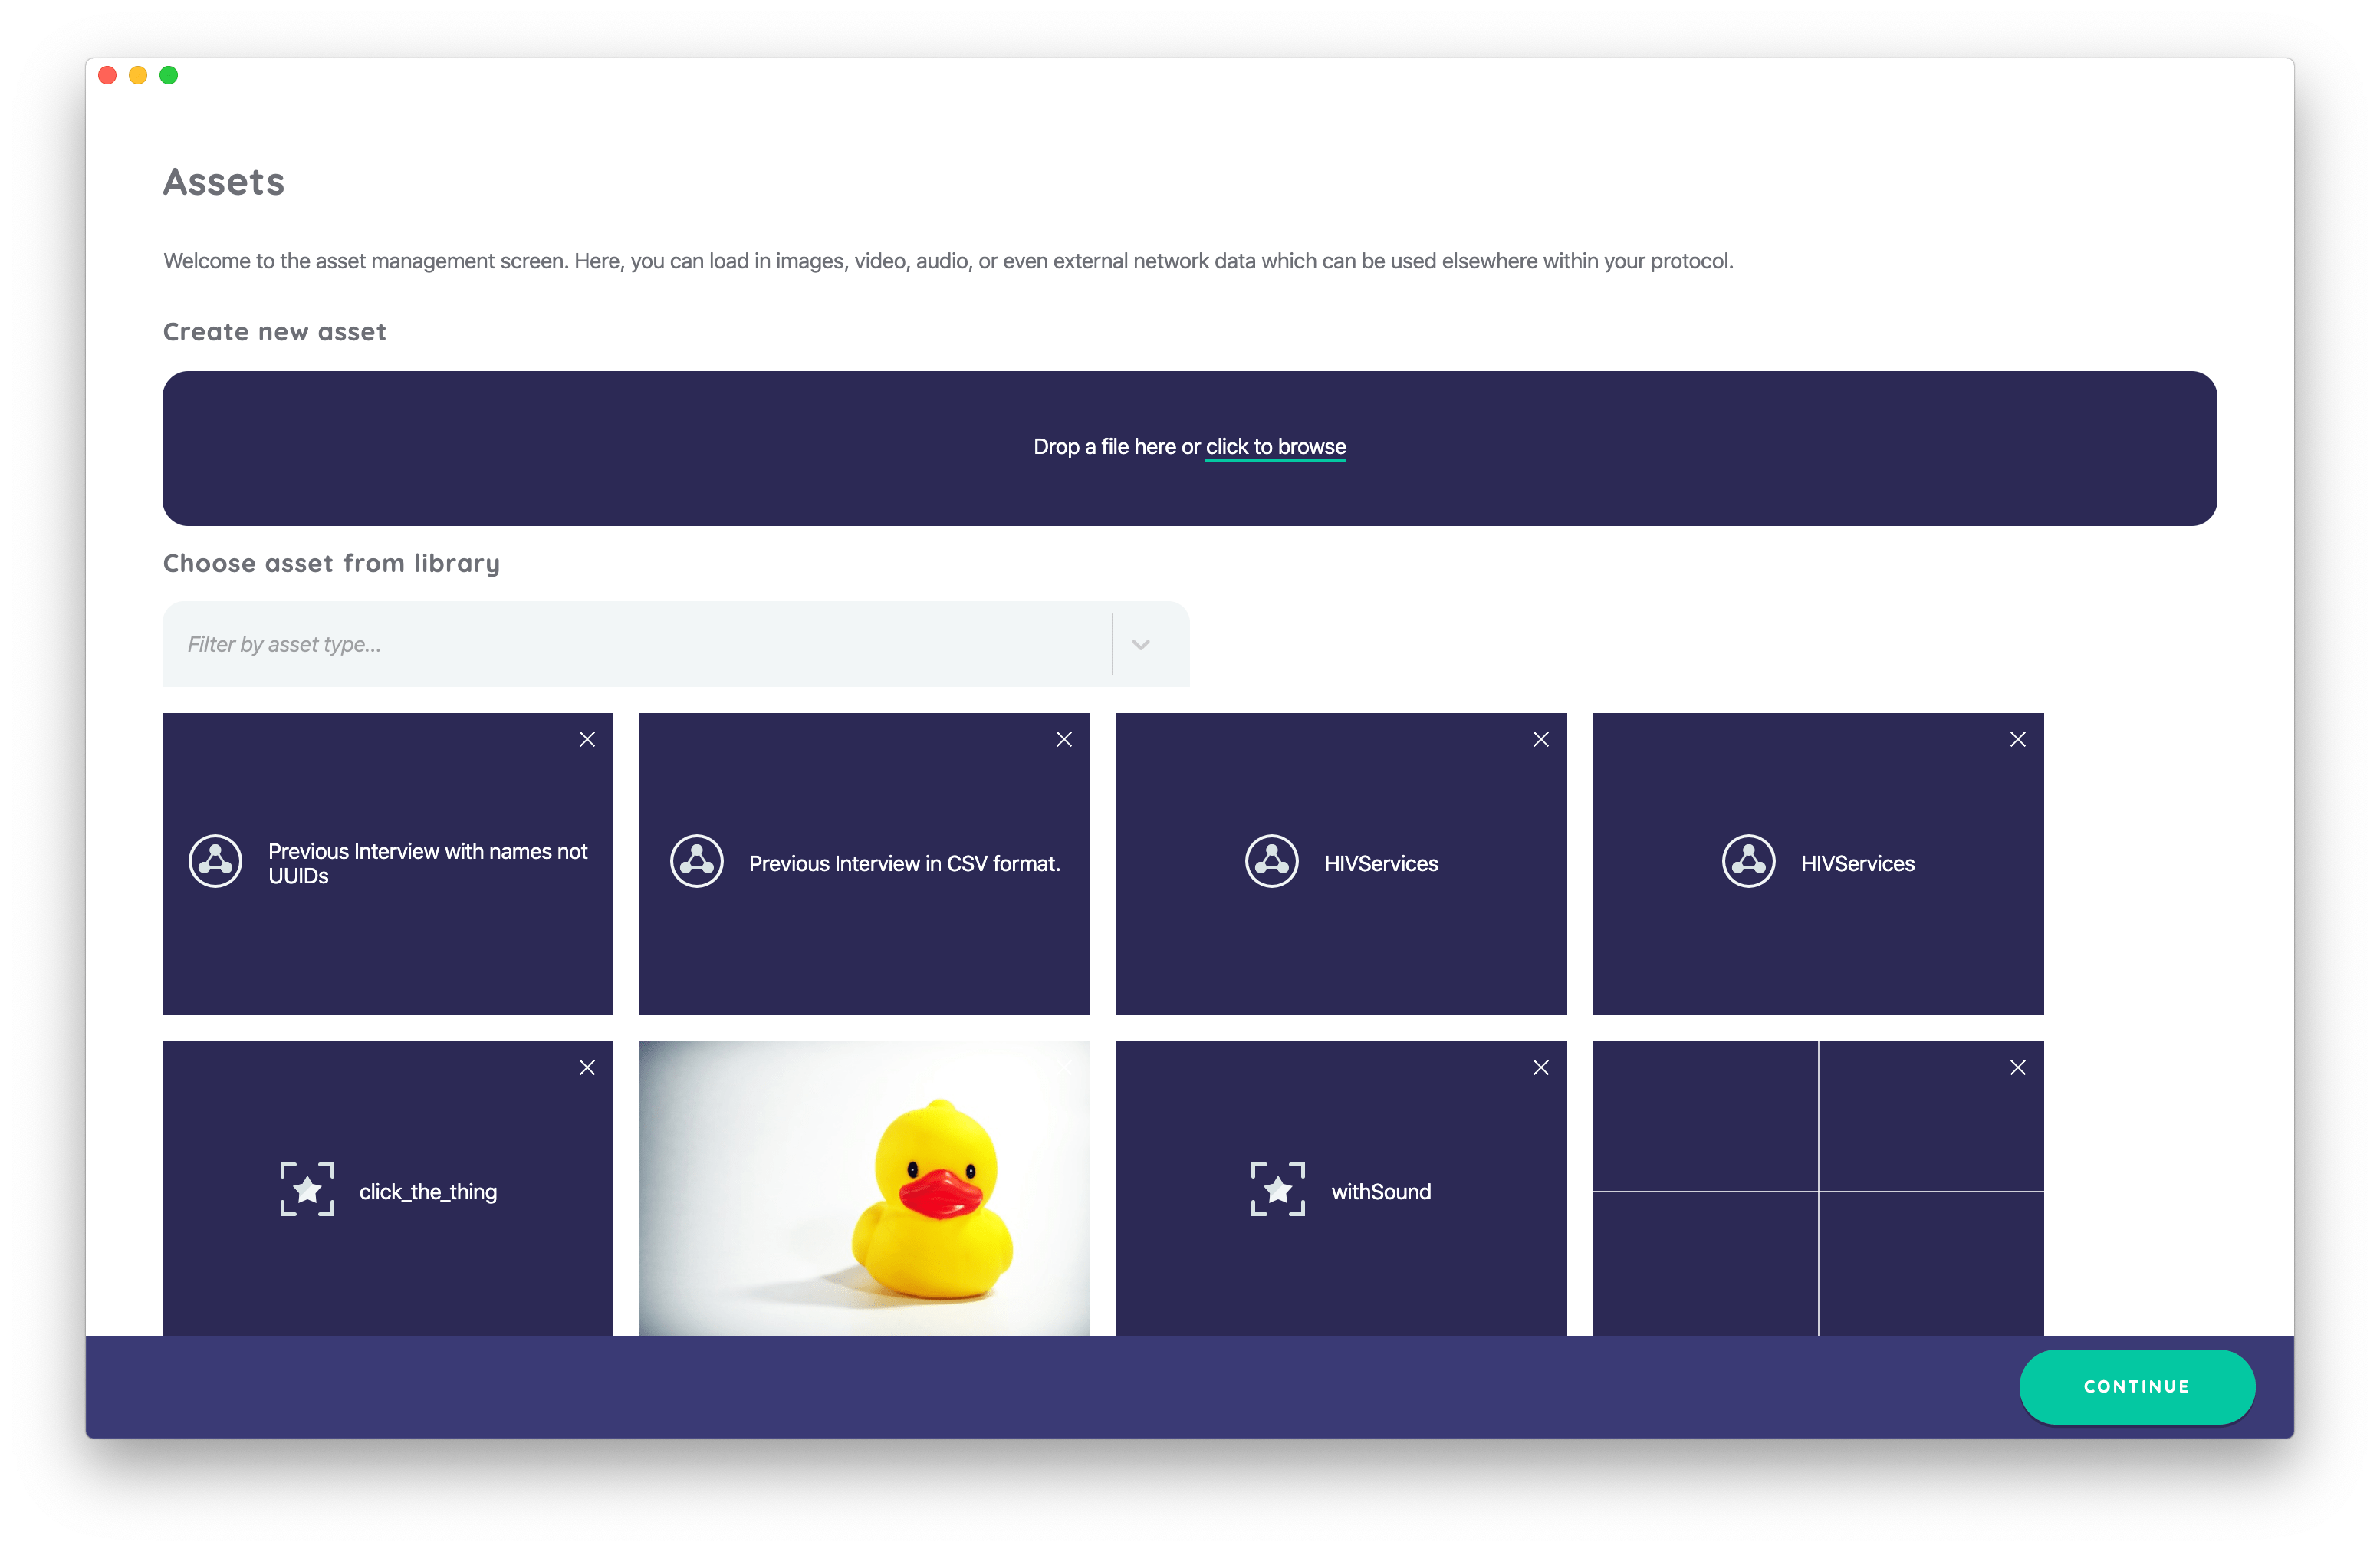 Assets
Welcome to the asset management screen. Here, you can load in images, video, audio, or even external network data which can be used elsewhere within your protocol.
Create new asset
Drop a file here or click to browse
Choose asset from library
Filter by asset type...
Previous Interview with names not
UUIDs
Previous Interview in CSV format.
HIVServices
HIVServices
click_the_thing
withSound
CONTINUE